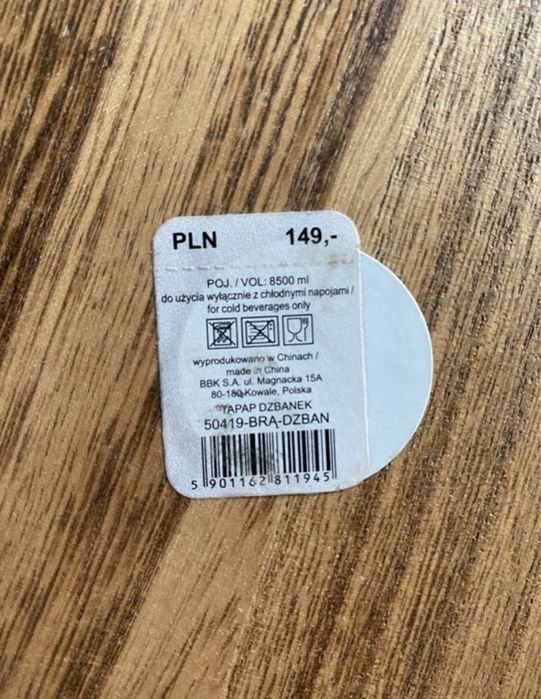 PLN 149,-
POJ. / VOL: 8500 ml
do użycia wyłącznie z chłodnymi napojami /
for cold beverages only
wyprodukowano w Chinach /
made in China
BBK S.A. ul. Magnacka 15A
80-180 Kowale, Polska
TAPAP DZBANEK
50419-BRĄ-DZBAN
5 901162 811945